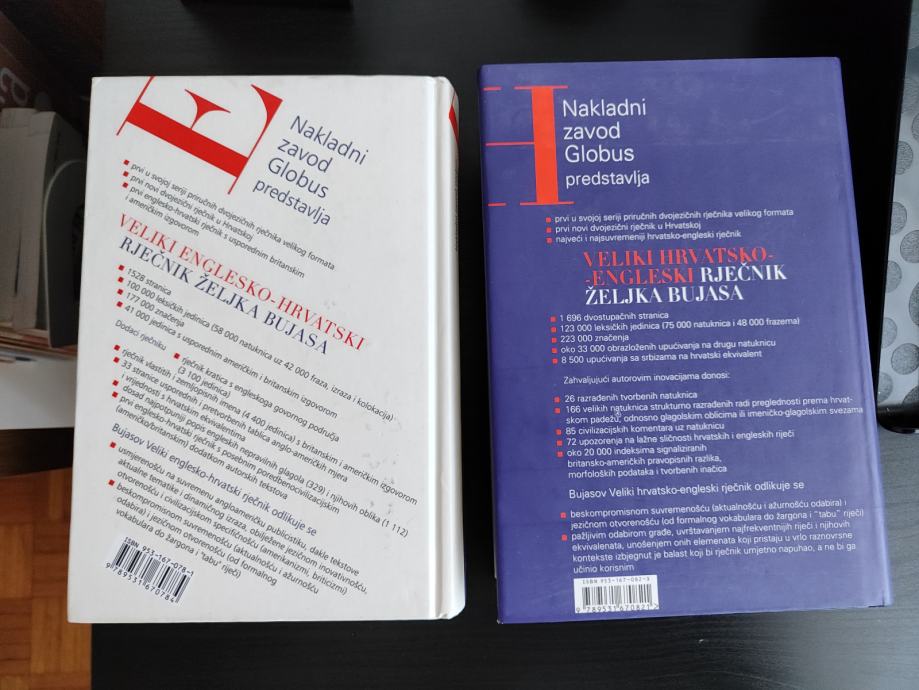 E
Nakladni
zavod
Globus
predstavlja
prvi u svojoj seriji priručnih dvojezičnih rječnika velikog formata
prvi novi dvojezični rječnik u Hrvatskoj
prvi englesko-hrvatski rječnik s usporednim britanskim
i američkim izgovorom
VELIKI ENGLESKO-HRVATSKI
RJEČNIK ŽELJKA BUJASA
1528 stranica
100 000 leksičkih jedinica (58 000 natuknica uz 42 000 fraza, izraza i kolokacija)
177 000 značenja
41 000 jedinica s usporednim američkim i britanskim izgovorom
Dodaci rječniku
rječnik kratica s engleskoga govornog područja
(3 100 jedinica)
rječnik vlastitih i zemljopisnih imena (4 400 jedinica) s britanskim i američkim izgovorom
33 stranice usporednih i pretvorbenih tablica anglo-američkih mjera
i vrijednosti s hrvatskim ekvivalentima
dosad najpotpuniji popis engleskih nepravilnih glagola (329) i njihovih oblika (1 112)
prvi englesko-hrvatski rječnik s posebnim poredbenocivilizacijskim
(američko/britanskim) dodatkom autorskih tekstova
Bujasov Veliki englesko-hrvatski rječnik odlikuje se
usmjerenošću na suvremenu angloameričku publicistiku, dakle tekstove
aktualne tematike i dinamičnog izraza, obilježene jezičnom inovativnošću,
otvorenošću i civilizacijskom specifičnošću (amerikanizmi, briticizmi)
beskompromisnom suvremenošću (aktualnošću i ažurnošću
odabira) i jezičnom otvorenošću (od formalnog
vokabulara do žargona i "tabu" riječi)
ISBN 953-167-078-1
9 789531 670784
H
Nakladni
zavod
Globus
predstavlja
prvi u svojoj seriji priručnih dvojezičnih rječnika velikog formata
prvi novi dvojezični rječnik u Hrvatskoj
najveći i najsuvremeniji hrvatsko-engleski rječnik
VELIKI HRVATSKO-
-ENGLESKI RJEČNIK
ŽELJKA BUJASA
1 696 dvostupačnih stranica
123 000 leksičkih jedinica (75 000 natuknica i 48 000 frazema)
223 000 značenja
oko 33 000 obrazloženih upućivanja na drugu natuknicu
8 500 upućivanja sa srbizama na hrvatski ekvivalent
Zahvaljujući autorovim inovacijama donosi:
26 razrađenih tvorbenih natuknica
166 velikih natuknica strukturno razrađenih radi preglednosti prema hrvat-
skom padežu, odnosno glagolskim oblicima ili imeničko-glagolskim svezama
85 civilizacijskih komentara uz natuknicu
72 upozorenja na lažne sličnosti hrvatskih i engleskih riječi
oko 20 000 indeksima signaliziranih
britansko-američkih pravopisnih razlika,
morfoloških podataka i tvorbenih inačica
Bujasov Veliki hrvatsko-engleski rječnik odlikuje se
beskompromisnom suvremenošću (aktualnošću i ažurnošću odabira) i
jezičnom otvorenošću (od formalnog vokabulara do žargona i "tabu" riječi)
pažljivim odabirom građe, uvrštavanjem najfrekventnijih riječi i njihovih
ekvivalenata, unošenjem onih elemenata koji pristaju u vrlo raznovrsne
kontekste izbjegnut je balast koji bi rječnik umjetno napuhao, a ne bi ga
učinio korisnim
ISBN 953-167-082-X
9 789531 670821